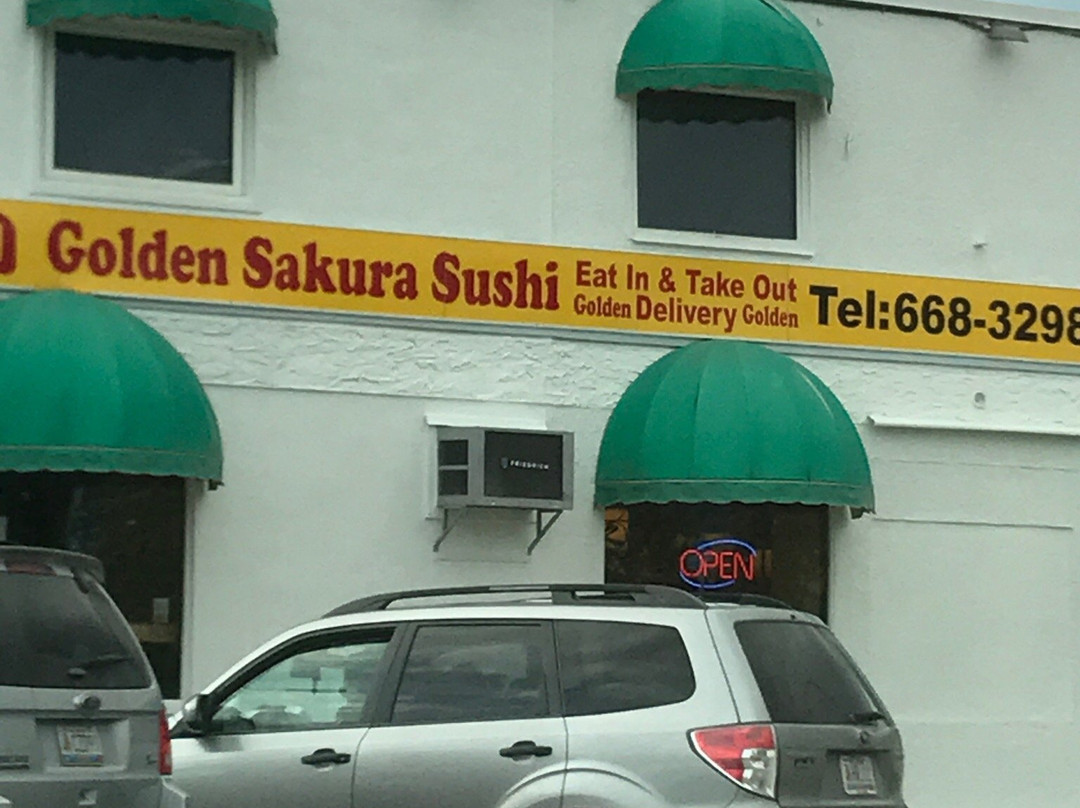 Golden Sakura Sushi
Eat In & Take Out
Golden Delivery Golden
Tel:668-3298
FRIEDRICH
OPEN